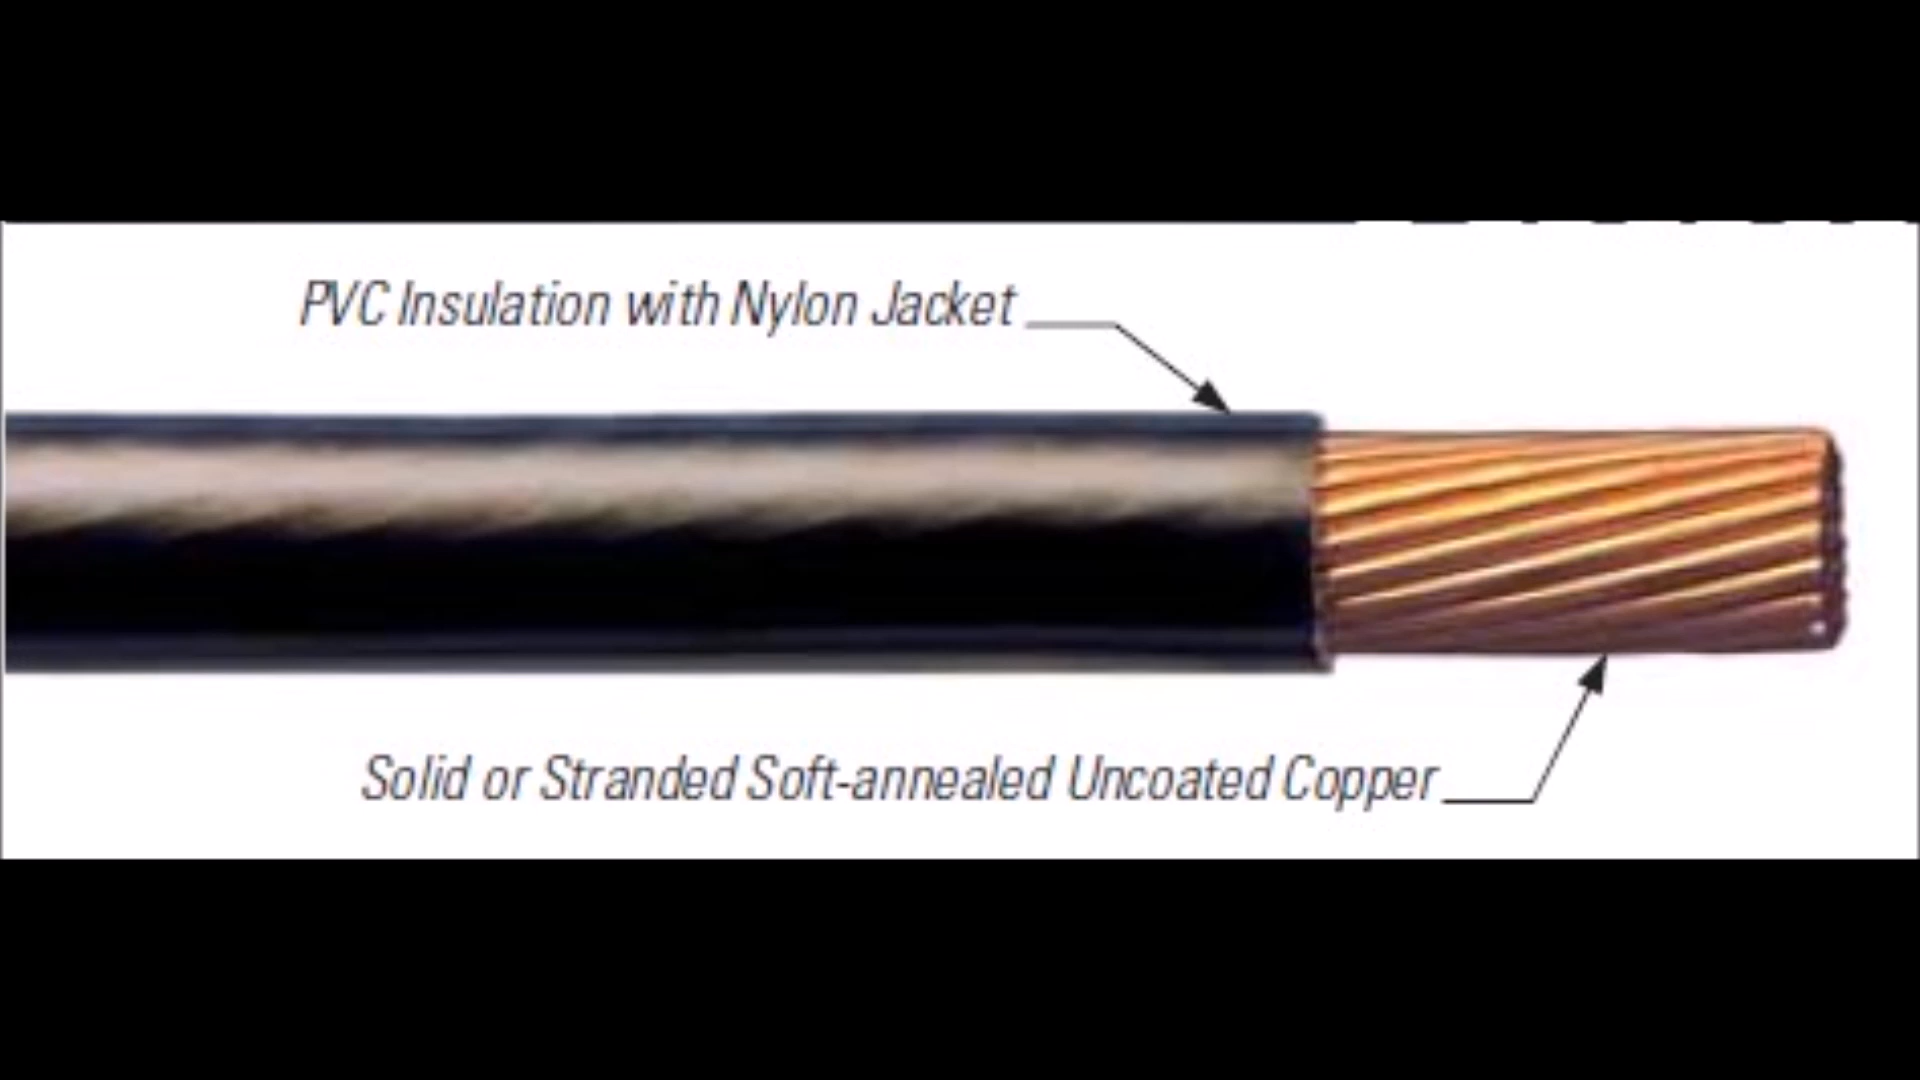 PVC Insulation with Nylon Jacket
Solid or Stranded Soft-annealed Uncoated Copper